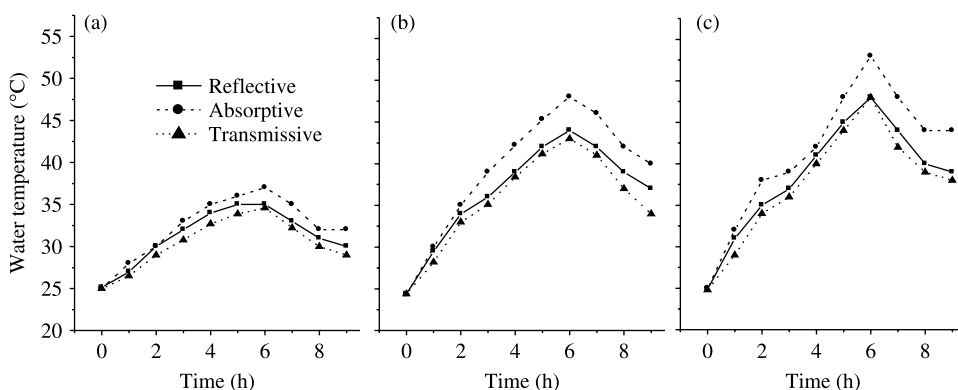 (a)
(b)
(c)
Reflective
Absorptive
Transmissive
Water temperature (°C)
55
50
45
40
35
30
25
20
0 2 4 6 8
0 2 4 6 8
0 2 4 6 8
Time (h)
Time (h)
Time (h)